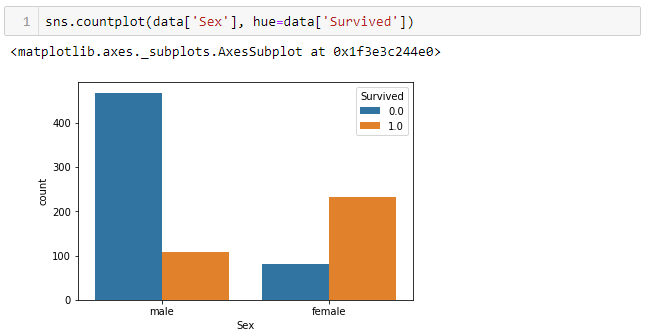 1 sns.countplot(data['Sex'], hue=data['Survived'])
<matplotlib.axes._subplots.AxesSubplot at 0x1f3e3c244e0>
Survived
0.0
1.0
400
300
200
100
0
count
male female
Sex